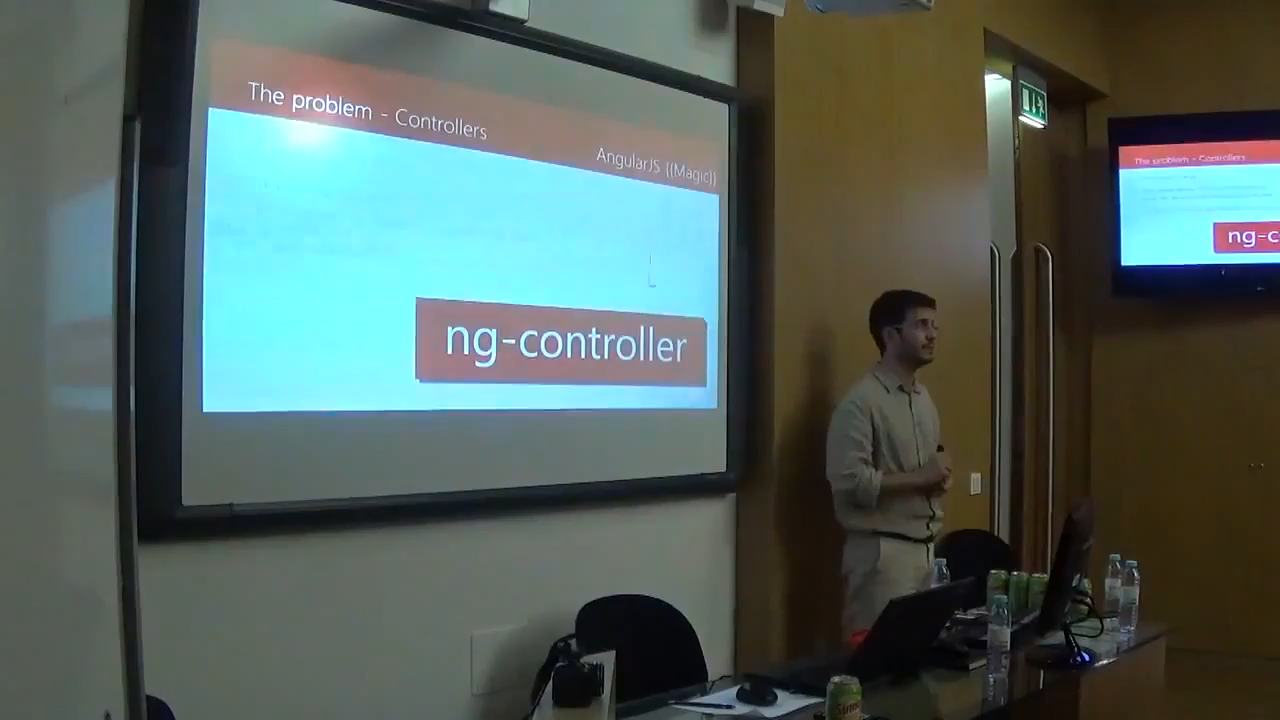 The problem - Controllers
AngularJS {{Magic}}
ng-controller
The problem - Controllers
ng-c